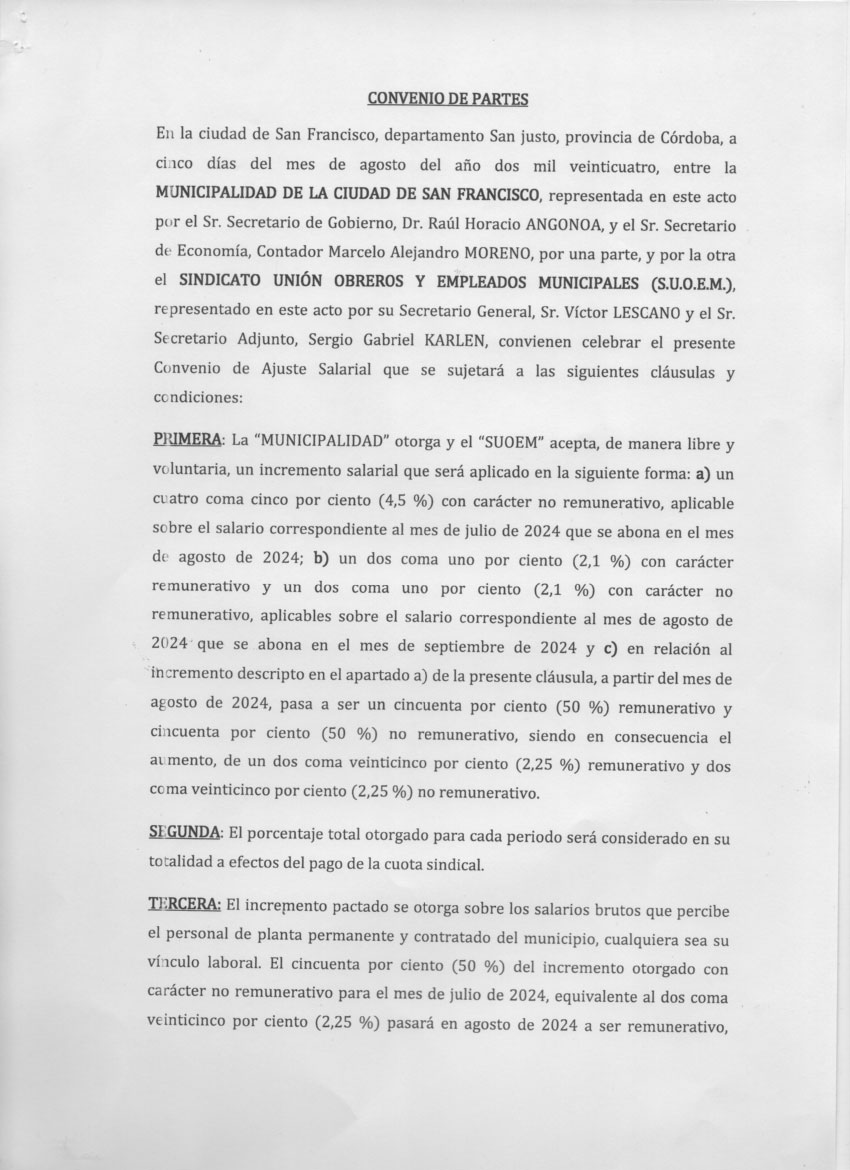 CONVENIO DE PARTES
En la ciudad de San Francisco, departamento San justo, provincia de Córdoba, a
cinco días del mes de agosto del año dos mil veinticuatro, entre la
MUNICIPALIDAD DE LA CIUDAD DE SAN FRANCISCO, representada en este acto
por el Sr. Secretario de Gobierno, Dr. Raúl Horacio ANGONOA, y el Sr. Secretario
de Economía, Contador Marcelo Alejandro MORENO, por una parte, y por la otra
el SINDICATO UNIÓN OBREROS Y EMPLEADOS MUNICIPALES (S.U.O.E.M.),
representado en este acto por su Secretario General, Sr. Víctor LESCANO y el Sr.
Secretario Adjunto, Sergio Gabriel KARLEN, convienen celebrar el presente
Convenio de Ajuste Salarial que se sujetará a las siguientes cláusulas y
condiciones:
PRIMERA: La “MUNICIPALIDAD” otorga y el “SUOEM” acepta, de manera libre y
voluntaria, un incremento salarial que será aplicado en la siguiente forma: a) un
cuatro coma cinco por ciento (4,5 %) con carácter no remunerativo, aplicable
sobre el salario correspondiente al mes de julio de 2024 que se abona en el mes
de agosto de 2024; b) un dos coma uno por ciento (2,1 %) con carácter
remunerativo y un dos coma uno por ciento (2,1 %) con carácter no
remunerativo, aplicables sobre el salario correspondiente al mes de agosto de
2024 que se abona en el mes de septiembre de 2024 y c) en relación al
incremento descripto en el apartado a) de la presente cláusula, a partir del mes de
agosto de 2024, pasa a ser un cincuenta por ciento (50 %) remunerativo y
cincuenta por ciento (50 %) no remunerativo, siendo en consecuencia el
aumento, de un dos coma veinticinco por ciento (2,25 %) remunerativo y dos
coma veinticinco por ciento (2,25 %) no remunerativo.
SEGUNDA: El porcentaje total otorgado para cada periodo será considerado en su
totalidad a efectos del pago de la cuota sindical.
TERCERA: El incremento pactado se otorga sobre los salarios brutos que percibe
el personal de planta permanente y contratado del municipio, cualquiera sea su
vínculo laboral. El cincuenta por ciento (50 %) del incremento otorgado con
carácter no remunerativo para el mes de julio de 2024, equivalente al dos coma
veinticinco por ciento (2,25 %) pasará en agosto de 2024 a ser remunerativo,